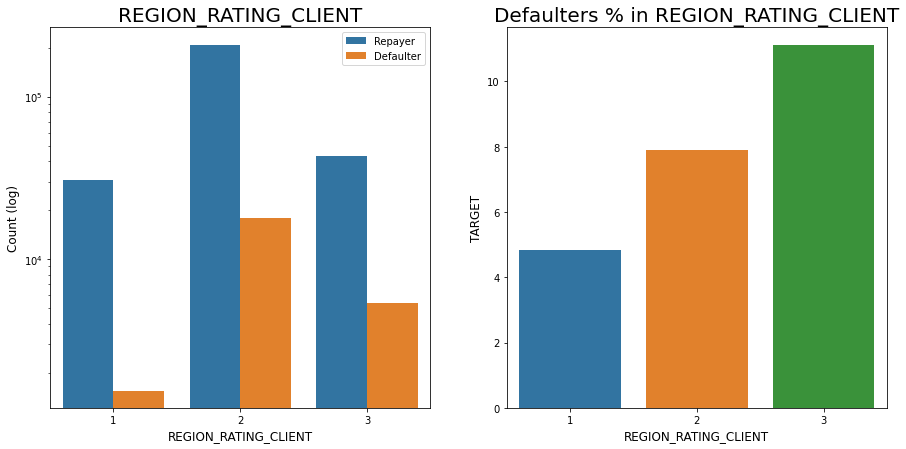 REGION_RATING_CLIENT
Repayer
Defaulter
Count (log)
10^5
10^4
1 2 3
REGION_RATING_CLIENT
Defaulters % in REGION_RATING_CLIENT
TARGET
10
8
6
4
2
0
1 2 3
REGION_RATING_CLIENT